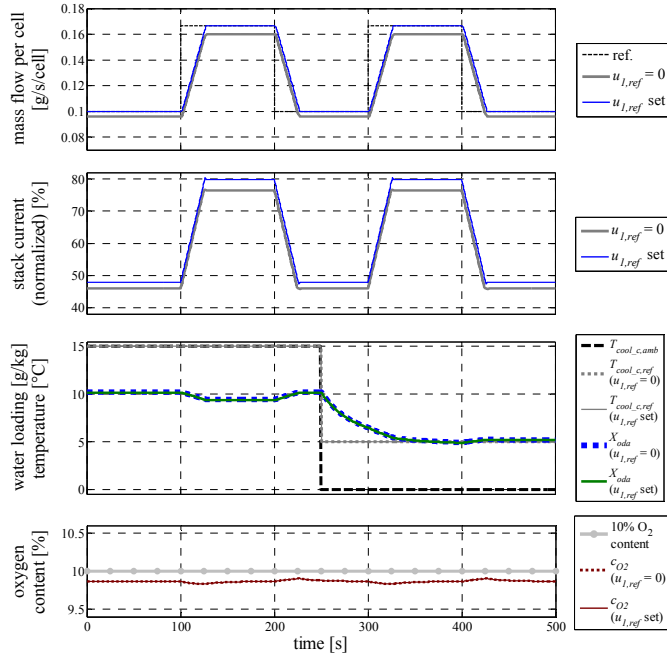 mass flow per cell
[g/s/cell]
0.18
0.16
0.14
0.12
0.1
0.08
ref.
u1,ref = 0
u1,ref set
stack current
(normalized) [%]
80
70
60
50
40
u1,ref = 0
u1,ref set
water loading [g/kg]
temperature [°C]
15
10
5
0
Tcool_c,amb
Tcool_c,ref
(u1,ref = 0)
Tcool_c,ref
(u1,ref set)
Xoda
(u1,ref = 0)
Xoda
(u1,ref set)
oxygen
content [%]
10.5
10
9.5
10% O2
content
cO2
(u1,ref = 0)
cO2
(u1,ref set)
0 100 200 300 400 500
time [s]